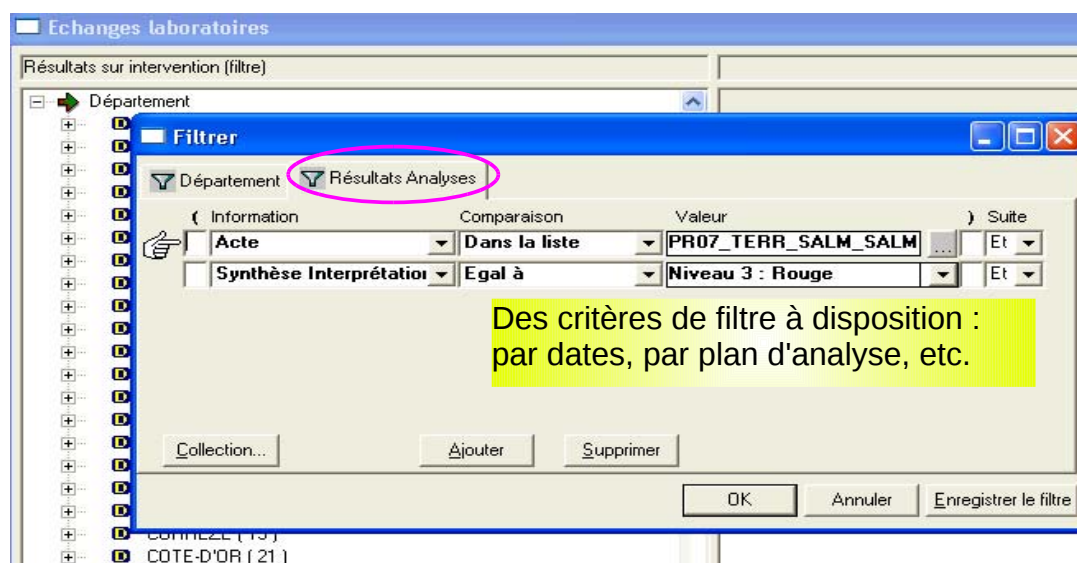 Echanges laboratoires
Résultats sur intervention (filtre)
Département
Filtrer
Département Résultats Analyses
( Information Comparaison Valeur ) Suite
Acte Dans la liste PR07_TERR_SALM_SALM ... Et
Synthèse Interprétation Egal à Niveau 3 : Rouge Et
Des critères de filtre à disposition :
par dates, par plan d'analyse, etc.
Collection... Ajouter Supprimer
OK Annuler Enregistrer le filtre
COTE-D'OR ( 21 )